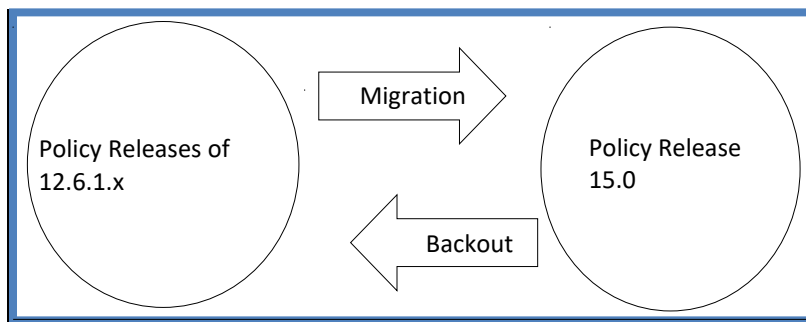 Policy Releases of
12.6.1.x
Migration
Backout
Policy Release
15.0